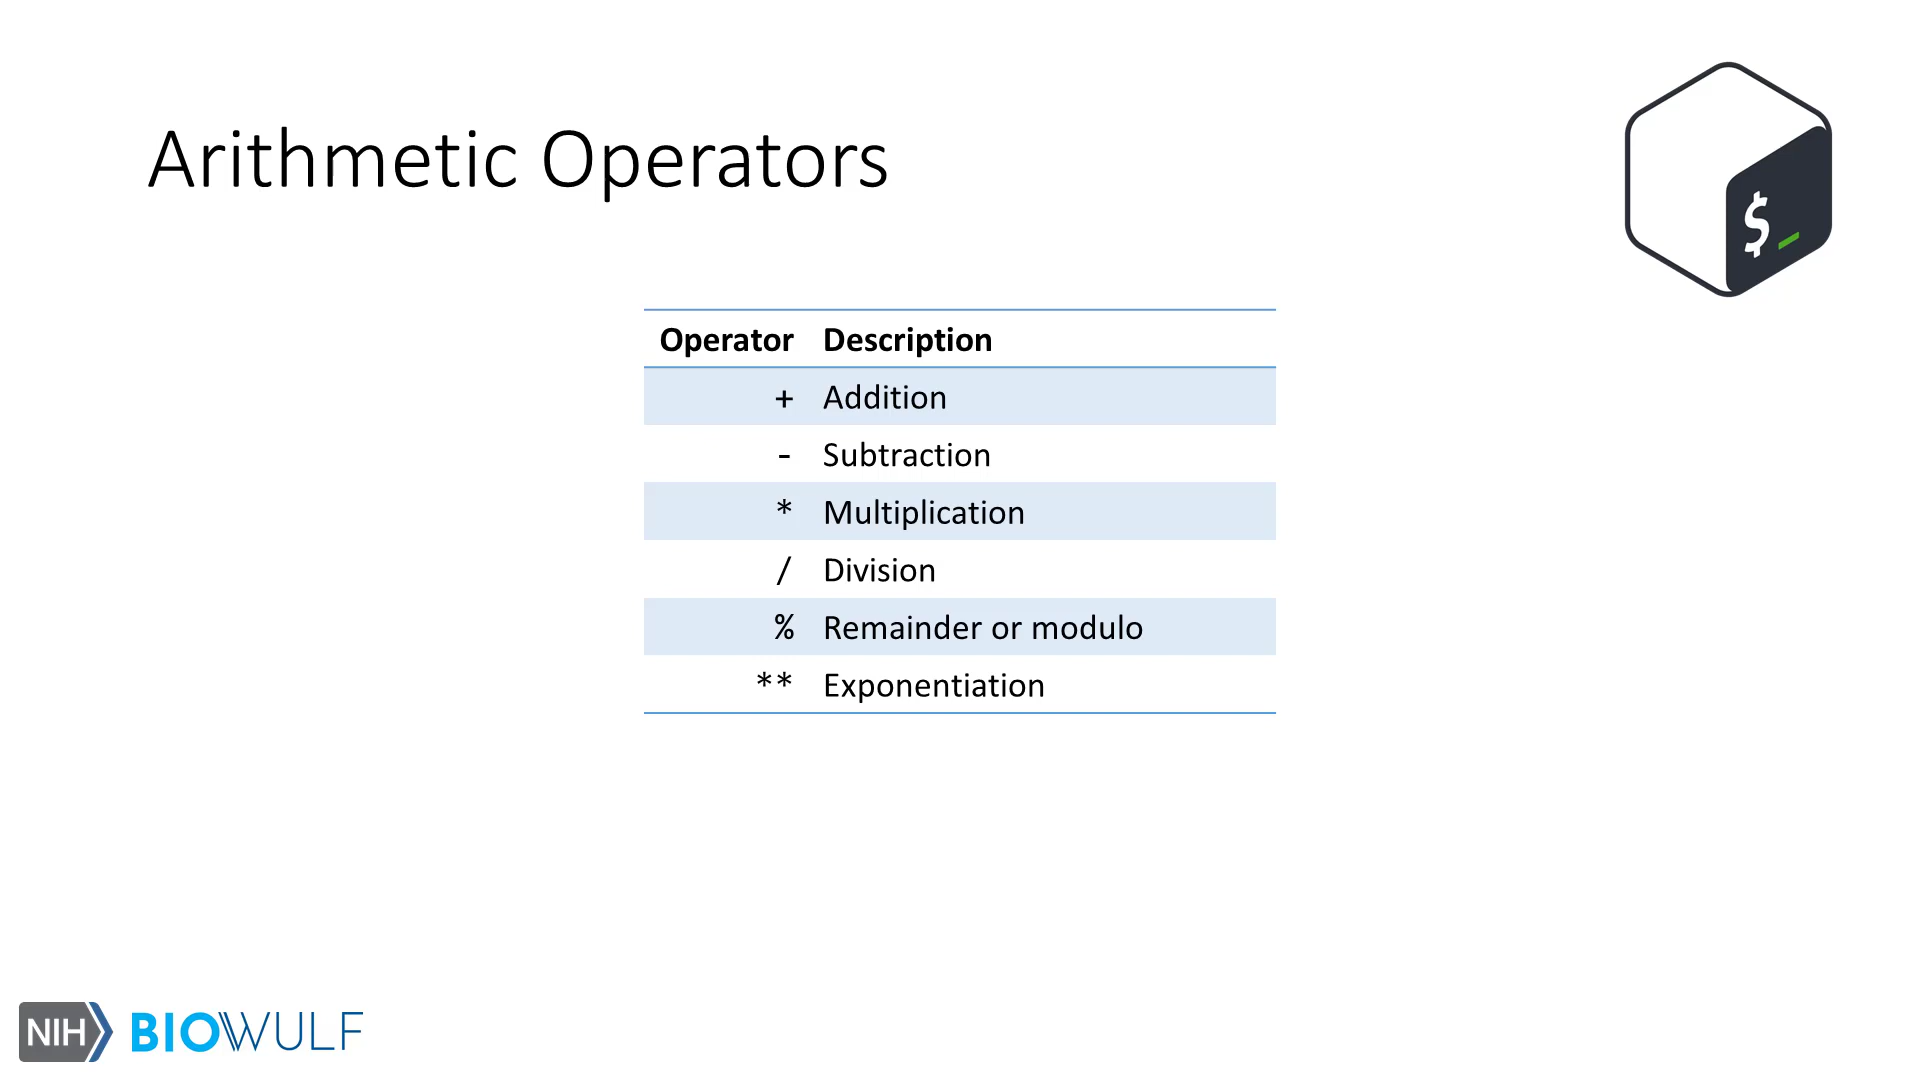 Arithmetic Operators
$_
Operator Description
+ Addition
- Subtraction
* Multiplication
/ Division
% Remainder or modulo
** Exponentiation
NIH BIOWULF